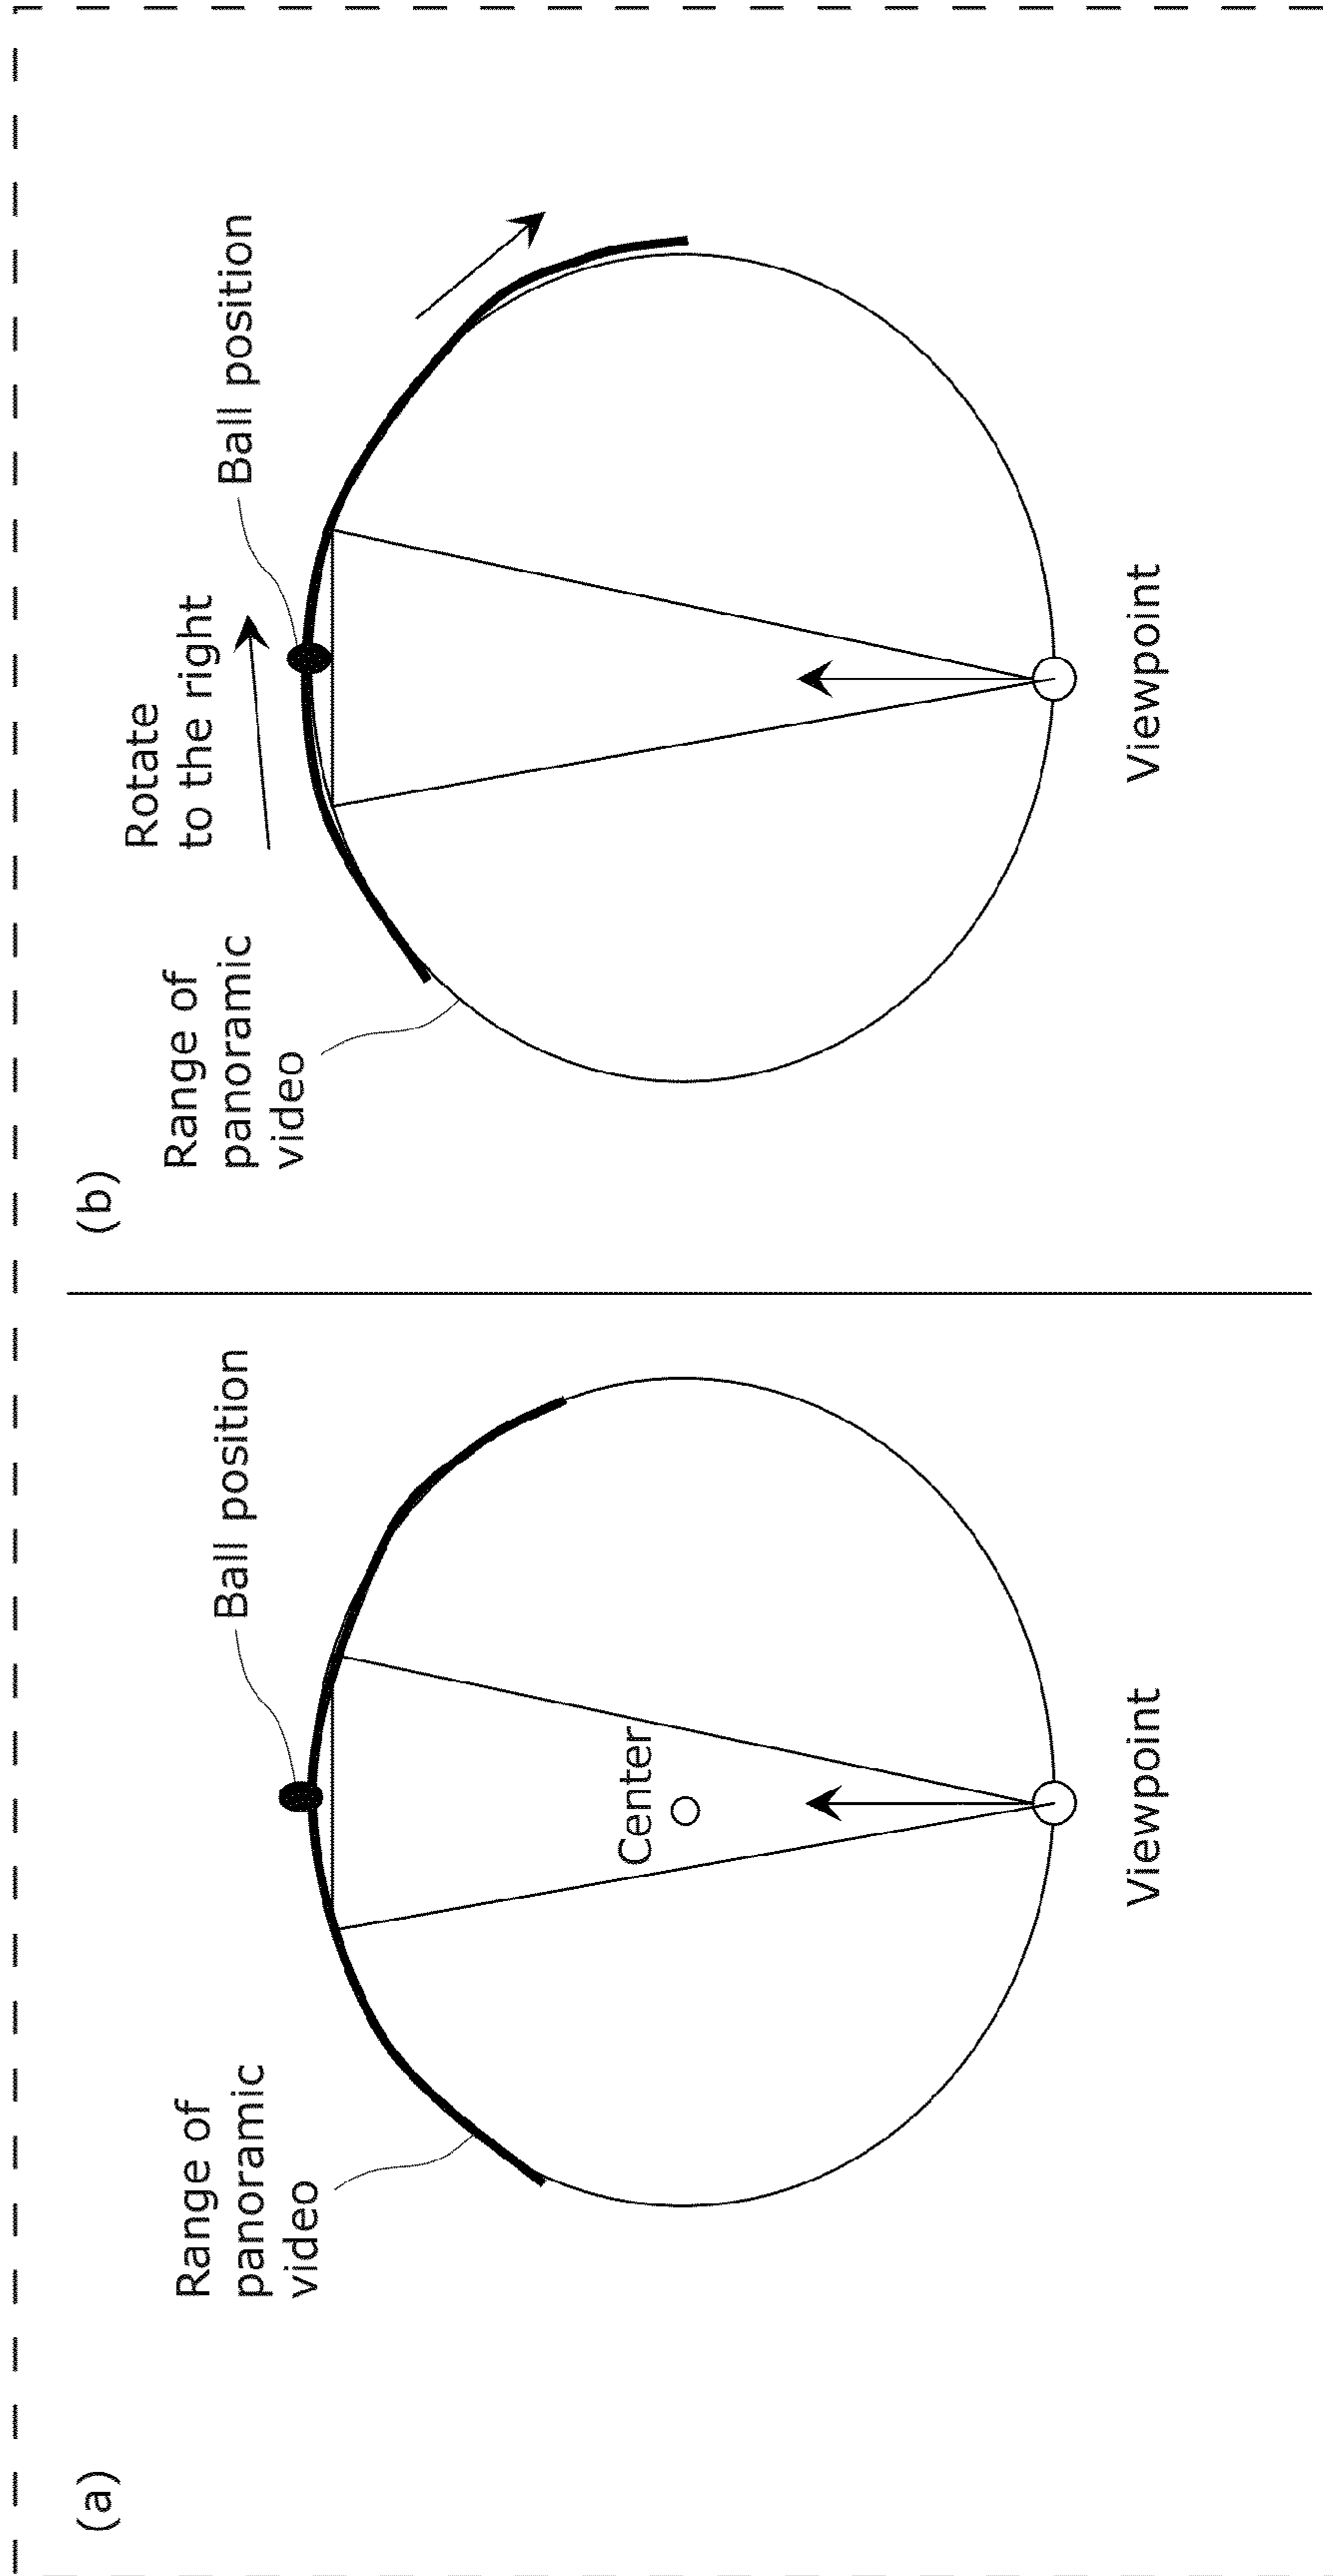 (a)
Range of
panoramic
video
Ball position
Center
Viewpoint
(b)
Range of
panoramic
video
Rotate
to the right
Ball position
Viewpoint